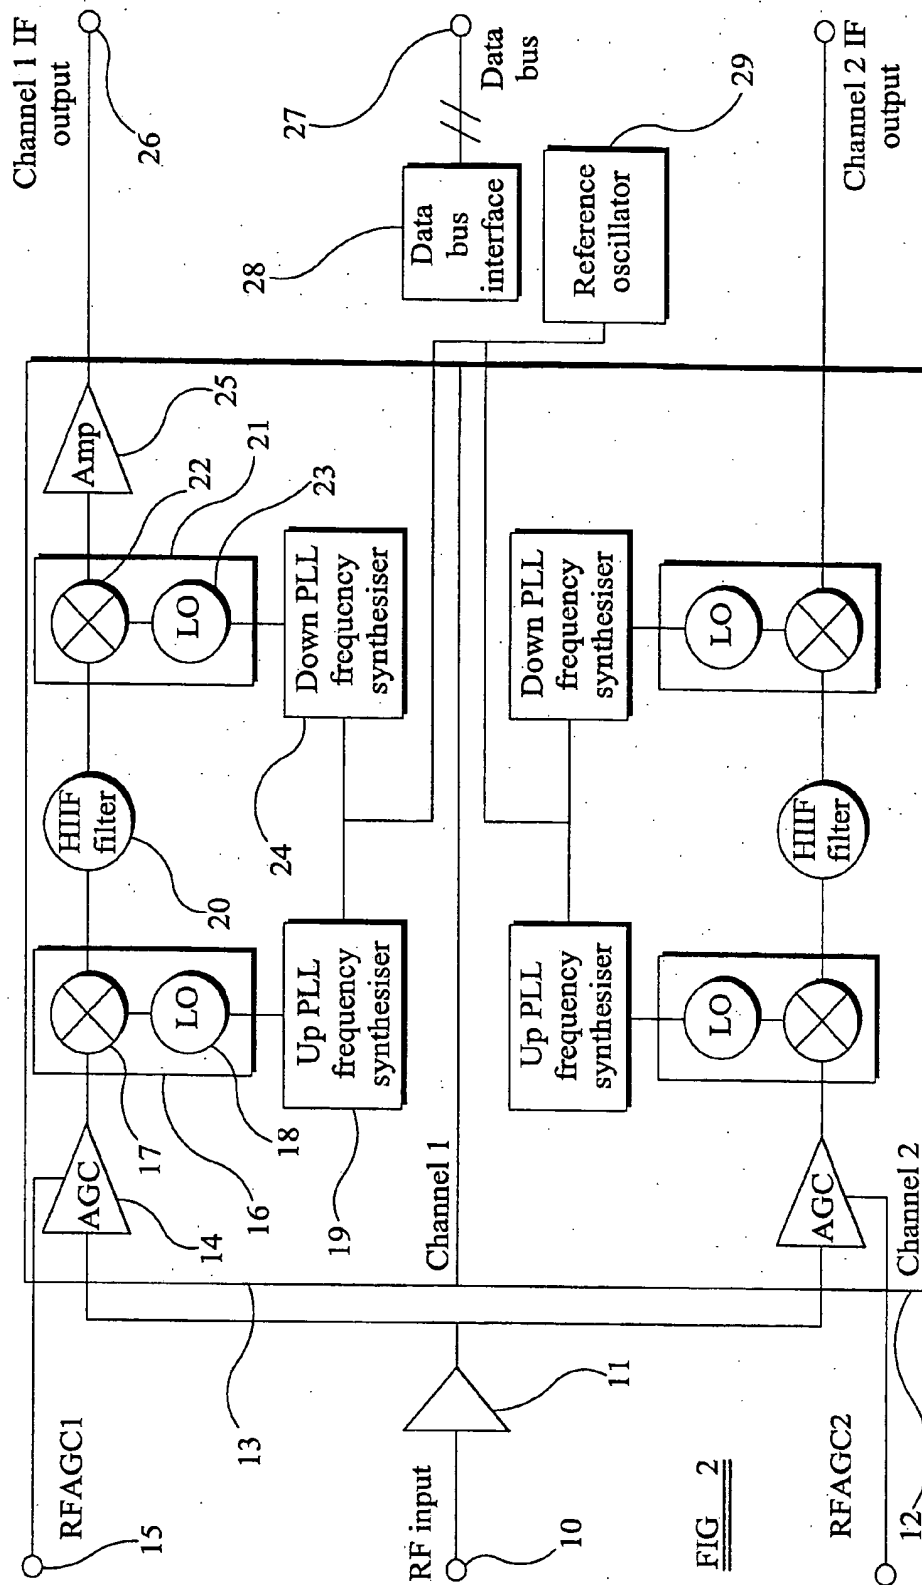 RFAGC1
15
AGC
14
13
17
16
LO
18
Up PLL
frequency
synthesiser
19
HIIF
filter
20
22
21
LO
23
Down PLL
frequency
synthesiser
24
Amp
25
Channel 1 IF
output
26
Channel 1
RF input
10
11
Data
bus
interface
28
27
Data
bus
Reference
oscillator
29
Up PLL
frequency
synthesiser
Down PLL
frequency
synthesiser
LO
LO
HIIF
filter
AGC
Channel 2 IF
output
FIG 2
RFAGC2
12
Channel 2